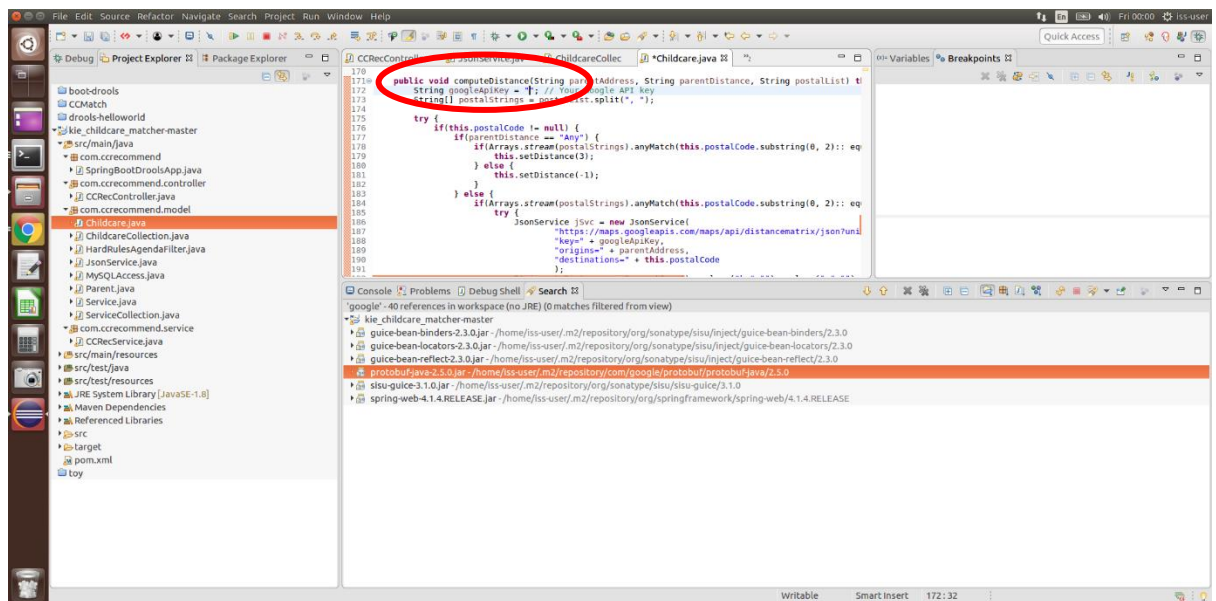 File Edit Source Refactor Navigate Search Project Run Window Help
En Fri 00:00 iss-user
Quick Access
Debug Project Explorer Package Explorer
boot-drools
CCMatch
drools-helloworld
kie_childcare_matcher-master
src/main/java
com.ccrecommend
SpringBootDroolsApp.java
com.ccrecommend.controller
CCRecController.java
com.ccrecommend.model
Childcare.java
ChildcareCollection.java
HardRulesAgendaFilter.java
JsonService.java
MySQLAccess.java
Parent.java
Service.java
ServiceCollection.java
com.ccrecommend.service
CCRecService.java
src/main/resources
src/test/java
src/test/resources
JRE System Library [JavaSE-1.8]
Maven Dependencies
Referenced Libraries
src
target
pom.xml
toy
CCRecControll JsonService.jav ChildcareCollec *Childcare.java
170
171 public void computeDistance(String parentAddress, String parentDistance, String postalList) t
172 String googleApiKey = ""; // Your Google API key
173 String[] postalStrings = postalList.split(", ");
174
175 try {
176 if(this.postalCode != null) {
177 if(parentDistance == "Any") {
178 if(Arrays.stream(postalStrings).anyMatch(this.postalCode.substring(0, 2):: eq
179 this.setDistance(3);
180 } else {
181 this.setDistance(-1);
182 }
183 } else {
184 if(Arrays.stream(postalStrings).anyMatch(this.postalCode.substring(0, 2):: eq
185 try {
186 JsonService jSvc = new JsonService(
187 "https://maps.googleapis.com/maps/api/distancematrix/json?uni
188 "key=" + googleApiKey,
189 "origins=" + parentAddress,
190 "destinations=" + this.postalCode
191 );
Variables Breakpoints
Console Problems Debug Shell Search
'google' - 40 references in workspace (no JRE) (0 matches filtered from view)
kie_childcare_matcher-master
guice-bean-binders-2.3.0.jar - /home/iss-user/.m2/repository/org/sonatype/sisu/inject/guice-bean-binders/2.3.0
guice-bean-locators-2.3.0.jar - /home/iss-user/.m2/repository/org/sonatype/sisu/inject/guice-bean-locators/2.3.0
guice-bean-reflect-2.3.0.jar - /home/iss-user/.m2/repository/org/sonatype/sisu/inject/guice-bean-reflect/2.3.0
protobuf-java-2.5.0.jar - /home/iss-user/.m2/repository/com/google/protobuf/protobuf-java/2.5.0
sisu-guice-3.1.0.jar - /home/iss-user/.m2/repository/org/sonatype/sisu/sisu-guice/3.1.0
spring-web-4.1.4.RELEASE.jar - /home/iss-user/.m2/repository/org/springframework/spring-web/4.1.4.RELEASE
Writable Smart Insert 172:32